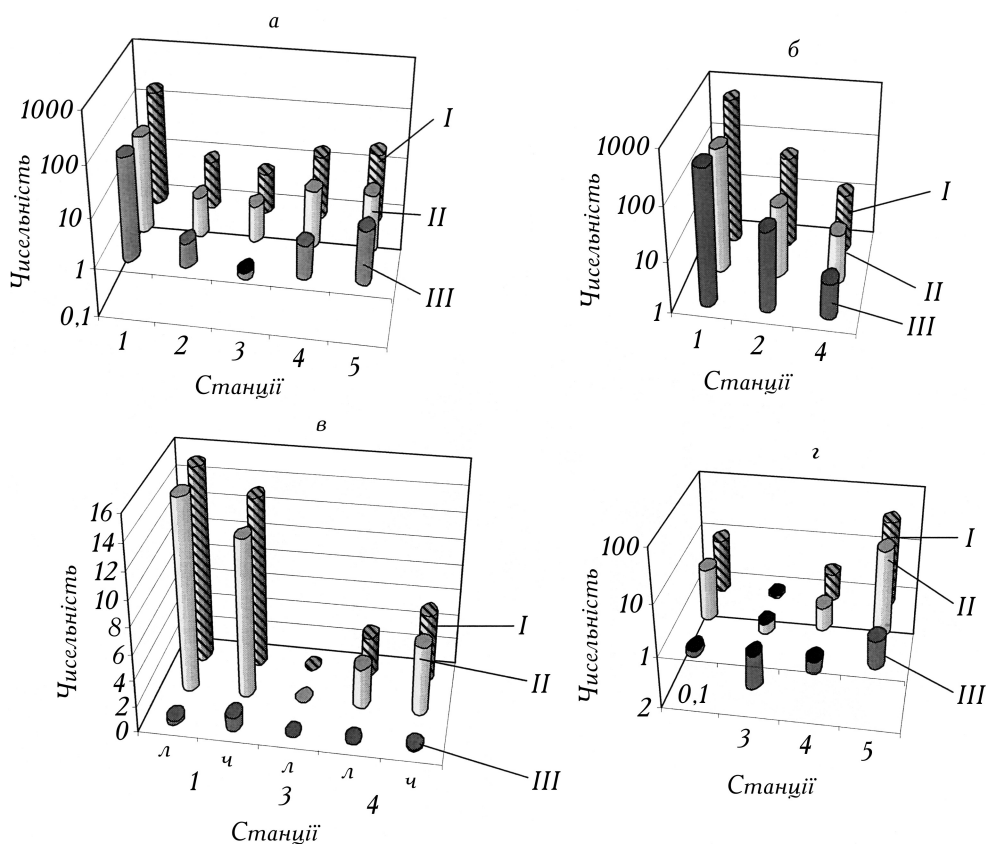 а
1000
100
10
1
0,1
Чисельність
1
2
3
4
5
Станції
I
II
III
б
1000
100
10
1
Чисельність
1
2
4
Станції
I
II
III
в
16
14
12
10
8
6
4
2
0
Чисельність
л
ч
л
л
ч
1
3
4
Станції
I
II
III
г
100
10
1
0,1
2
Чисельність
3
4
5
Станції
I
II
III